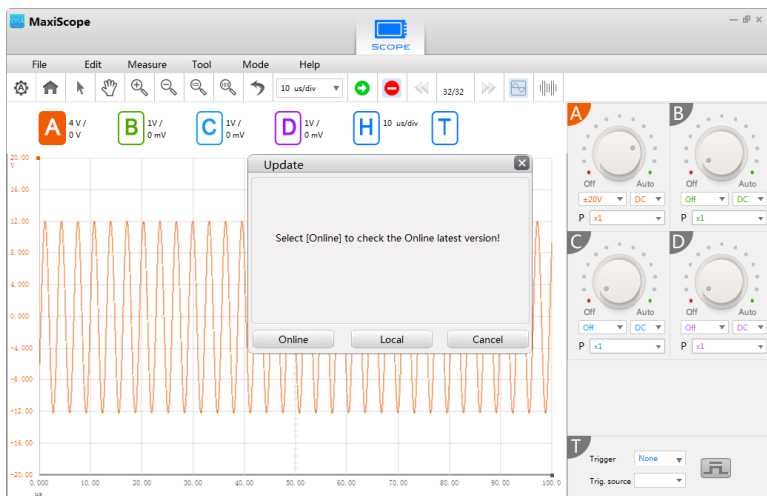 MaxiScope
SCOPE
File Edit Measure Tool Mode Help
10 us/div 32/32
A 4 V / 0 V B 1V / 0 mV C 1V / 0 mV D 1V / 0 mV H 10 us/div T
20.00
V
16.00
12.00
8.000
4.000
0.000
-4.000
-8.000
-12.00
-16.00
-20.00
0.000 10.00 20.00 30.00 40.00 50.00 60.00 70.00 80.00 90.00 100.0
us
Update
Select [Online] to check the Online latest version!
Online Local Cancel
A
Off Auto
±20V DC
P x1
B
Off Auto
Off DC
P x1
C
Off Auto
Off DC
P x1
D
Off Auto
Off DC
P x1
T
Trigger None
Trig. source